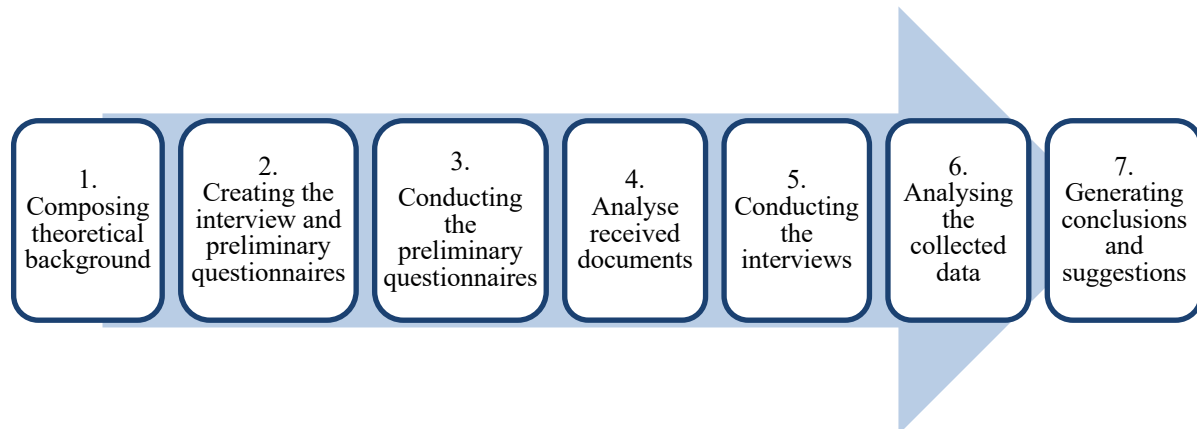 1.
Composing
theoretical
background
2.
Creating the
interview and
preliminary
questionnaires
3.
Conducting
the
preliminary
questionnaires
4.
Analyse
received
documents
5.
Conducting
the
interviews
6.
Analysing
the
collected
data
7.
Generating
conclusions
and
suggestions